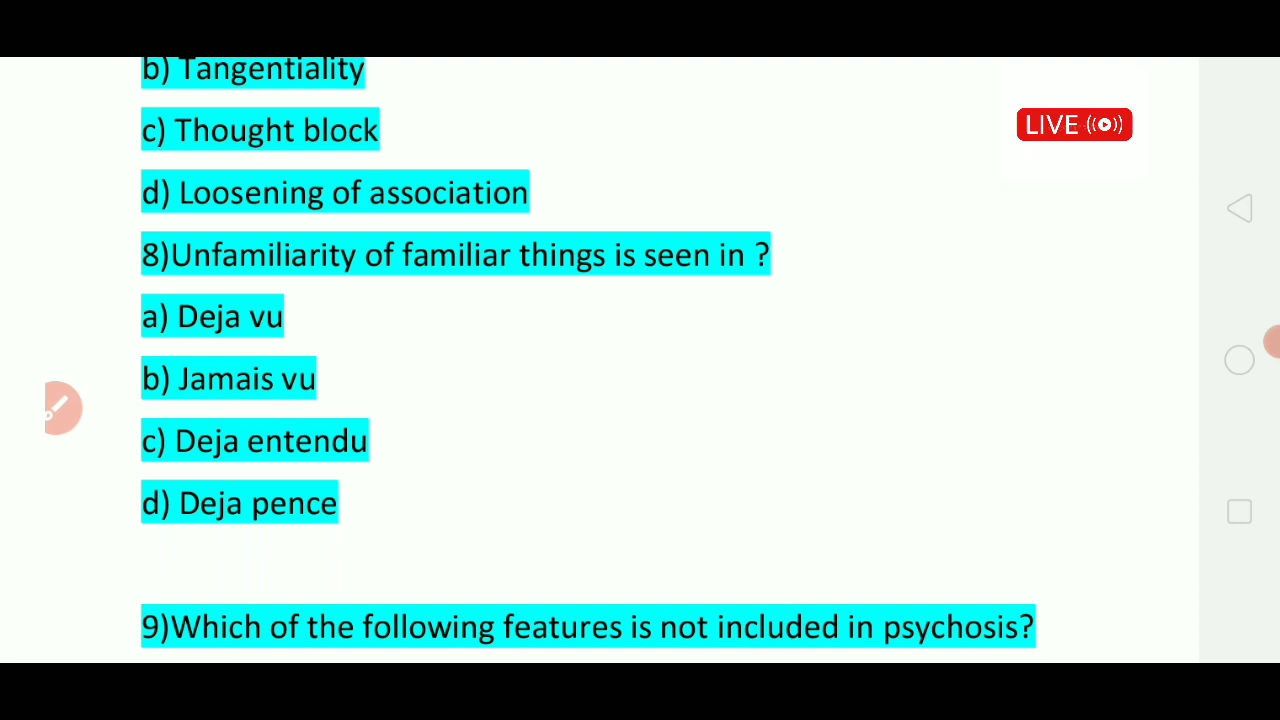 b) Tangentiality
LIVE
c) Thought block
d) Loosening of association
8)Unfamiliarity of familiar things is seen in ?
a) Deja vu
b) Jamais vu
c) Deja entendu
d) Deja pence
9)Which of the following features is not included in psychosis?